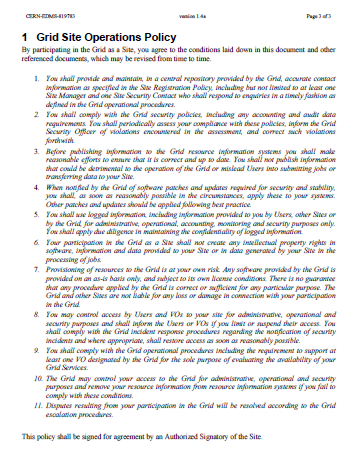 CERN-EDMS-819783 version 1.4a Page 3 of 3
1 Grid Site Operations Policy
By participating in the Grid as a Site, you agree to the conditions laid down in this document and other
referenced documents, which may be revised from time to time.
1. You shall provide and maintain, in a central repository provided by the Grid, accurate contact
information as specified in the Site Registration Policy, including but not limited to at least one
Site Manager and one Site Security Contact who shall respond to enquiries in a timely fashion as
defined in the Grid operational procedures.
2. You shall comply with the Grid security policies, including any accounting and audit data
requirements. You shall periodically assess your compliance with these policies, inform the Grid
Security Officer of violations encountered in the assessment, and correct such violations
forthwith.
3. Before publishing information to the Grid resource information systems you shall make
reasonable efforts to ensure that it is correct and up to date. You shall not publish information
that could be detrimental to the operation of the Grid or mislead Users into submitting jobs or
transferring data to your Site.
4. When notified by the Grid of software patches and updates required for security and stability,
you shall, as soon as reasonably possible in the circumstances, apply these to your systems.
Other patches and updates should be applied following best practice.
5. You shall use logged information, including information provided to you by Users, other Sites or
by the Grid, for administrative, operational, accounting, monitoring and security purposes only.
You shall apply due diligence in maintaining the confidentiality of logged information.
6. Your participation in the Grid as a Site shall not create any intellectual property rights in
software, information and data provided to your Site or in data generated by your Site in the
processing of jobs.
7. Provisioning of resources to the Grid is at your own risk. Any software provided by the Grid is
provided on an as-is basis only, and subject to its own license conditions. There is no guarantee
that any procedure applied by the Grid is correct or sufficient for any particular purpose. The
Grid and other Sites are not liable for any loss or damage in connection with your participation
in the Grid.
8. You may control access by Users and VOs to your site for administrative, operational and
security purposes and shall inform the Users or VOs if you limit or suspend their access. You
shall comply with the Grid incident response procedures regarding the notification of security
incidents and where appropriate, shall restore access as soon as reasonably possible.
9. You shall comply with the Grid operational procedures including the requirement to support at
least one VO designated by the Grid for the sole purpose of evaluating the availability of your
Grid Services.
10. The Grid may control your access to the Grid for administrative, operational and security
purposes and remove your resource information from resource information systems if you fail to
comply with these conditions.
11. Disputes resulting from your participation in the Grid will be resolved according to the Grid
escalation procedures.
This policy shall be signed for agreement by an Authorized Signatory of the Site.